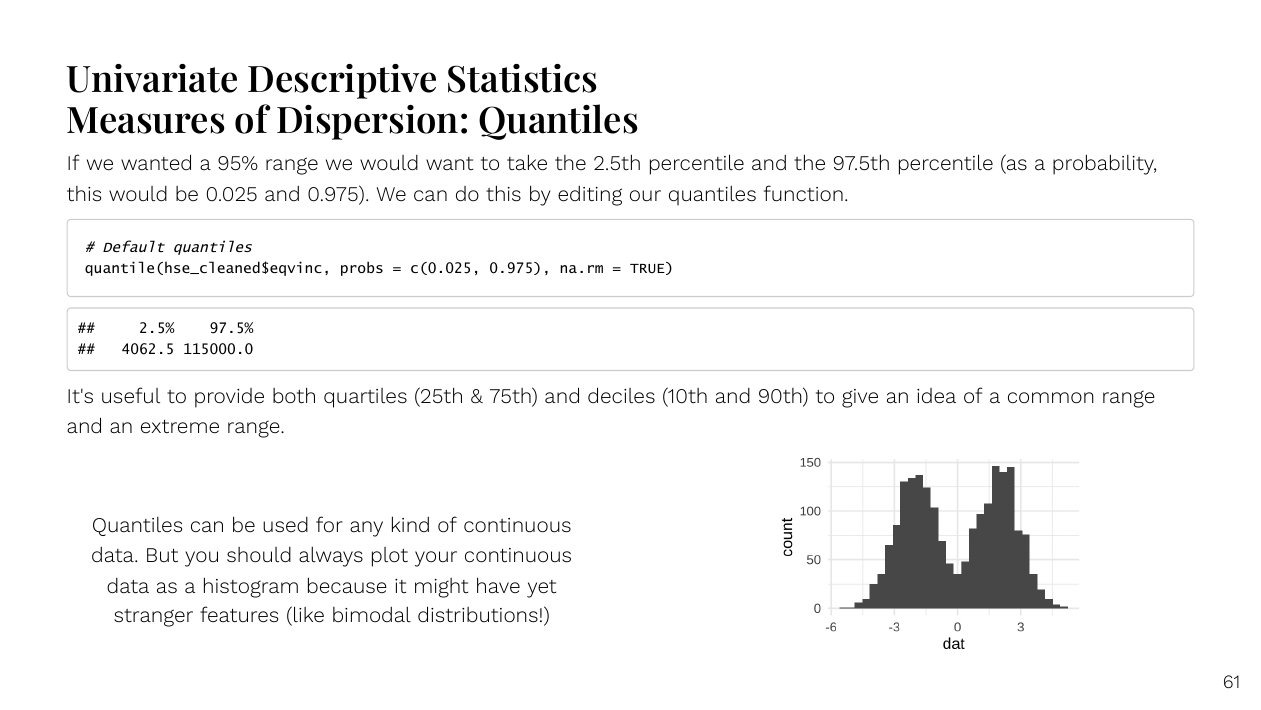 Univariate Descriptive Statistics
Measures of Dispersion: Quantiles
If we wanted a 95% range we would want to take the 2.5th percentile and the 97.5th percentile (as a probability,
this would be 0.025 and 0.975). We can do this by editing our quantiles function.
# Default quantiles
quantile(hse_cleaned$eqvinc, probs = c(0.025, 0.975), na.rm = TRUE)
##     2.5%    97.5%
##   4062.5 115000.0
It's useful to provide both quartiles (25th & 75th) and deciles (10th and 90th) to give an idea of a common range
and an extreme range.
Quantiles can be used for any kind of continuous
data. But you should always plot your continuous
data as a histogram because it might have yet
stranger features (like bimodal distributions!)
150
100
50
0
count
-6 -3 0 3
dat
61